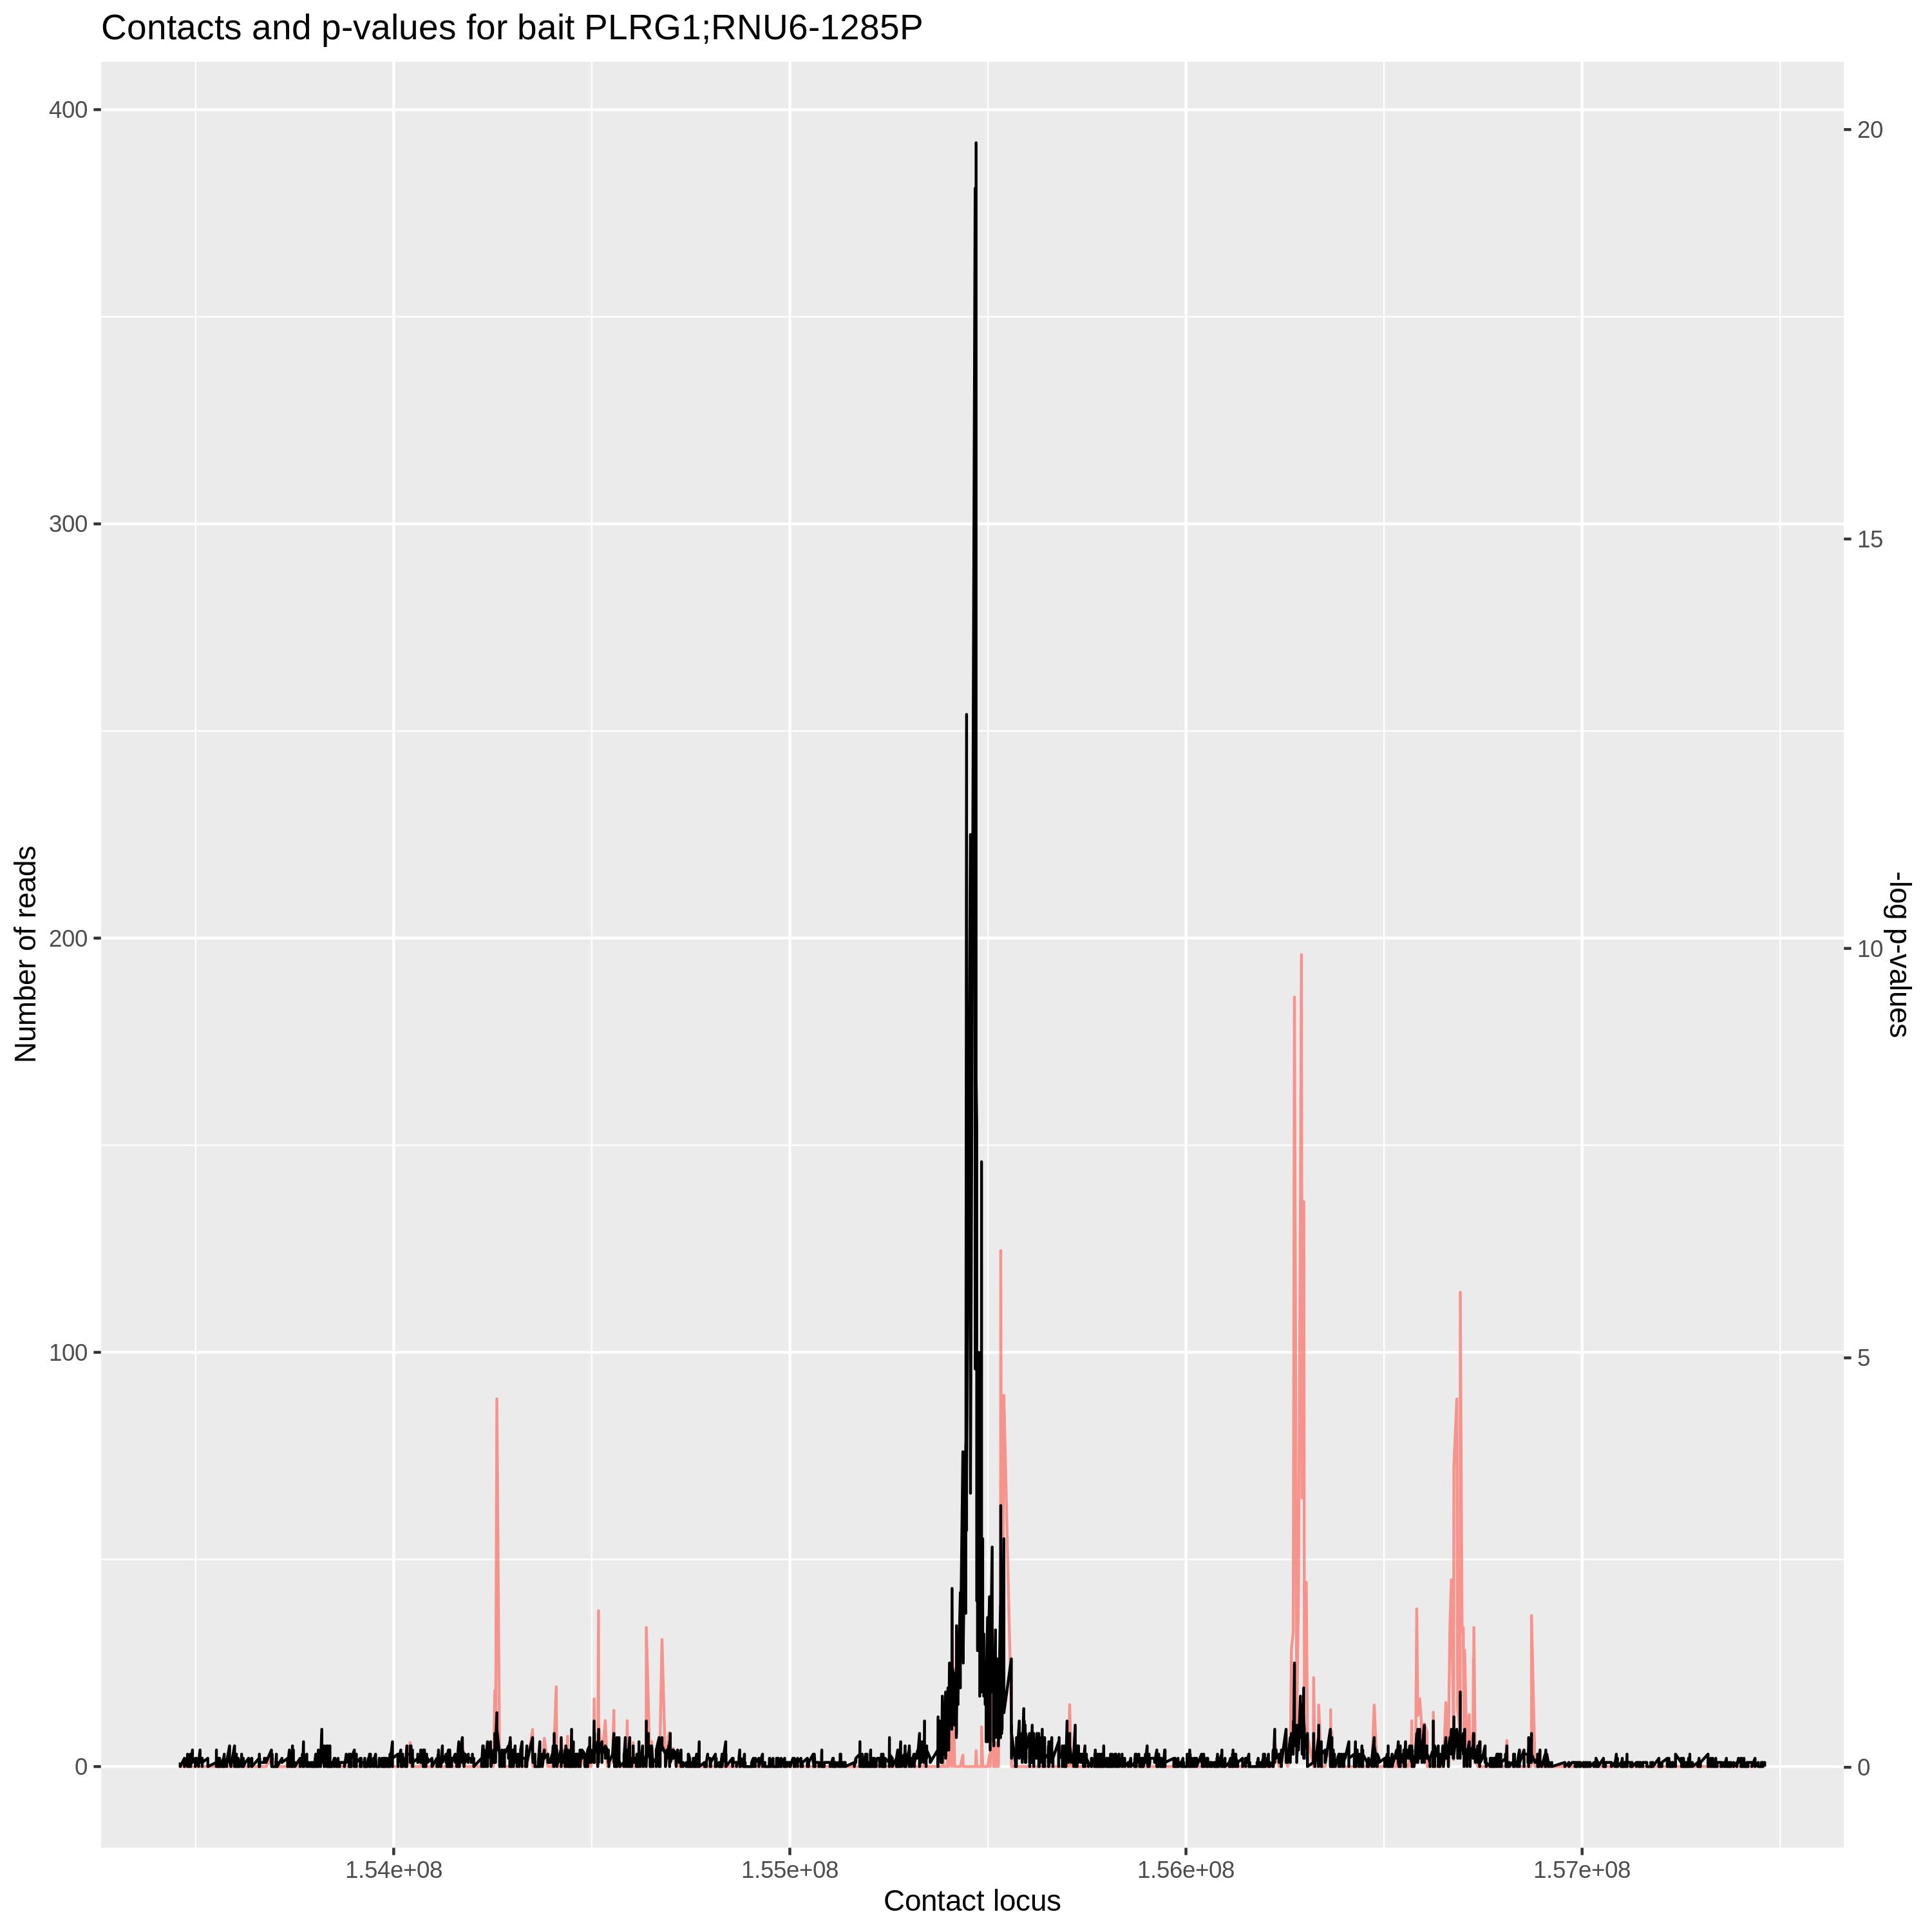 Contacts and p-values for bait PLRG1;RNU6-1285P
400
300
200
100
0
Number of reads
20
15
10
5
0
-log p-values
1.54e+08
1.55e+08
1.56e+08
1.57e+08
Contact locus